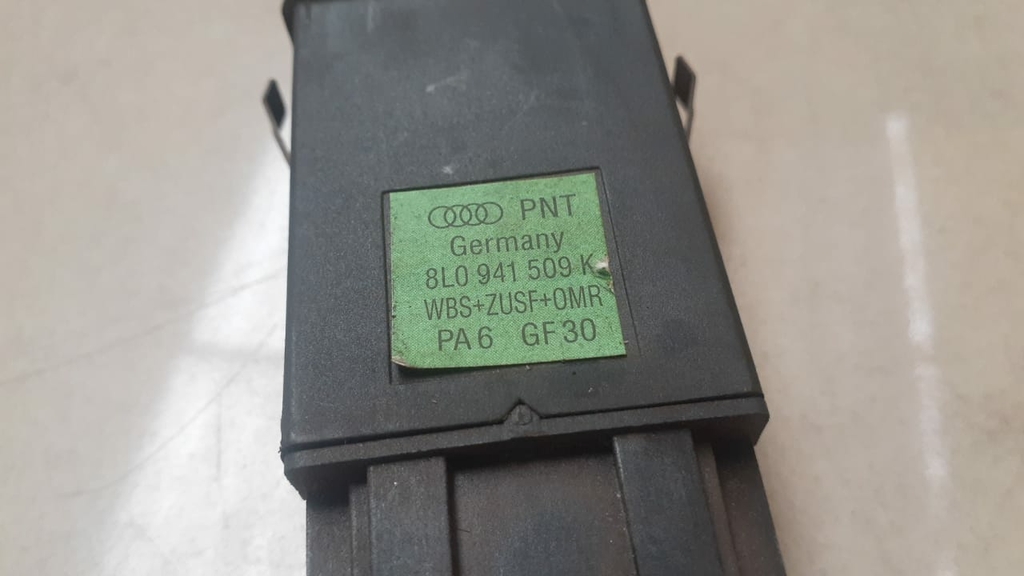 PNT
Germany
8L0 941 509 K
WBS+ZUSF+OMR
PA6 GF30